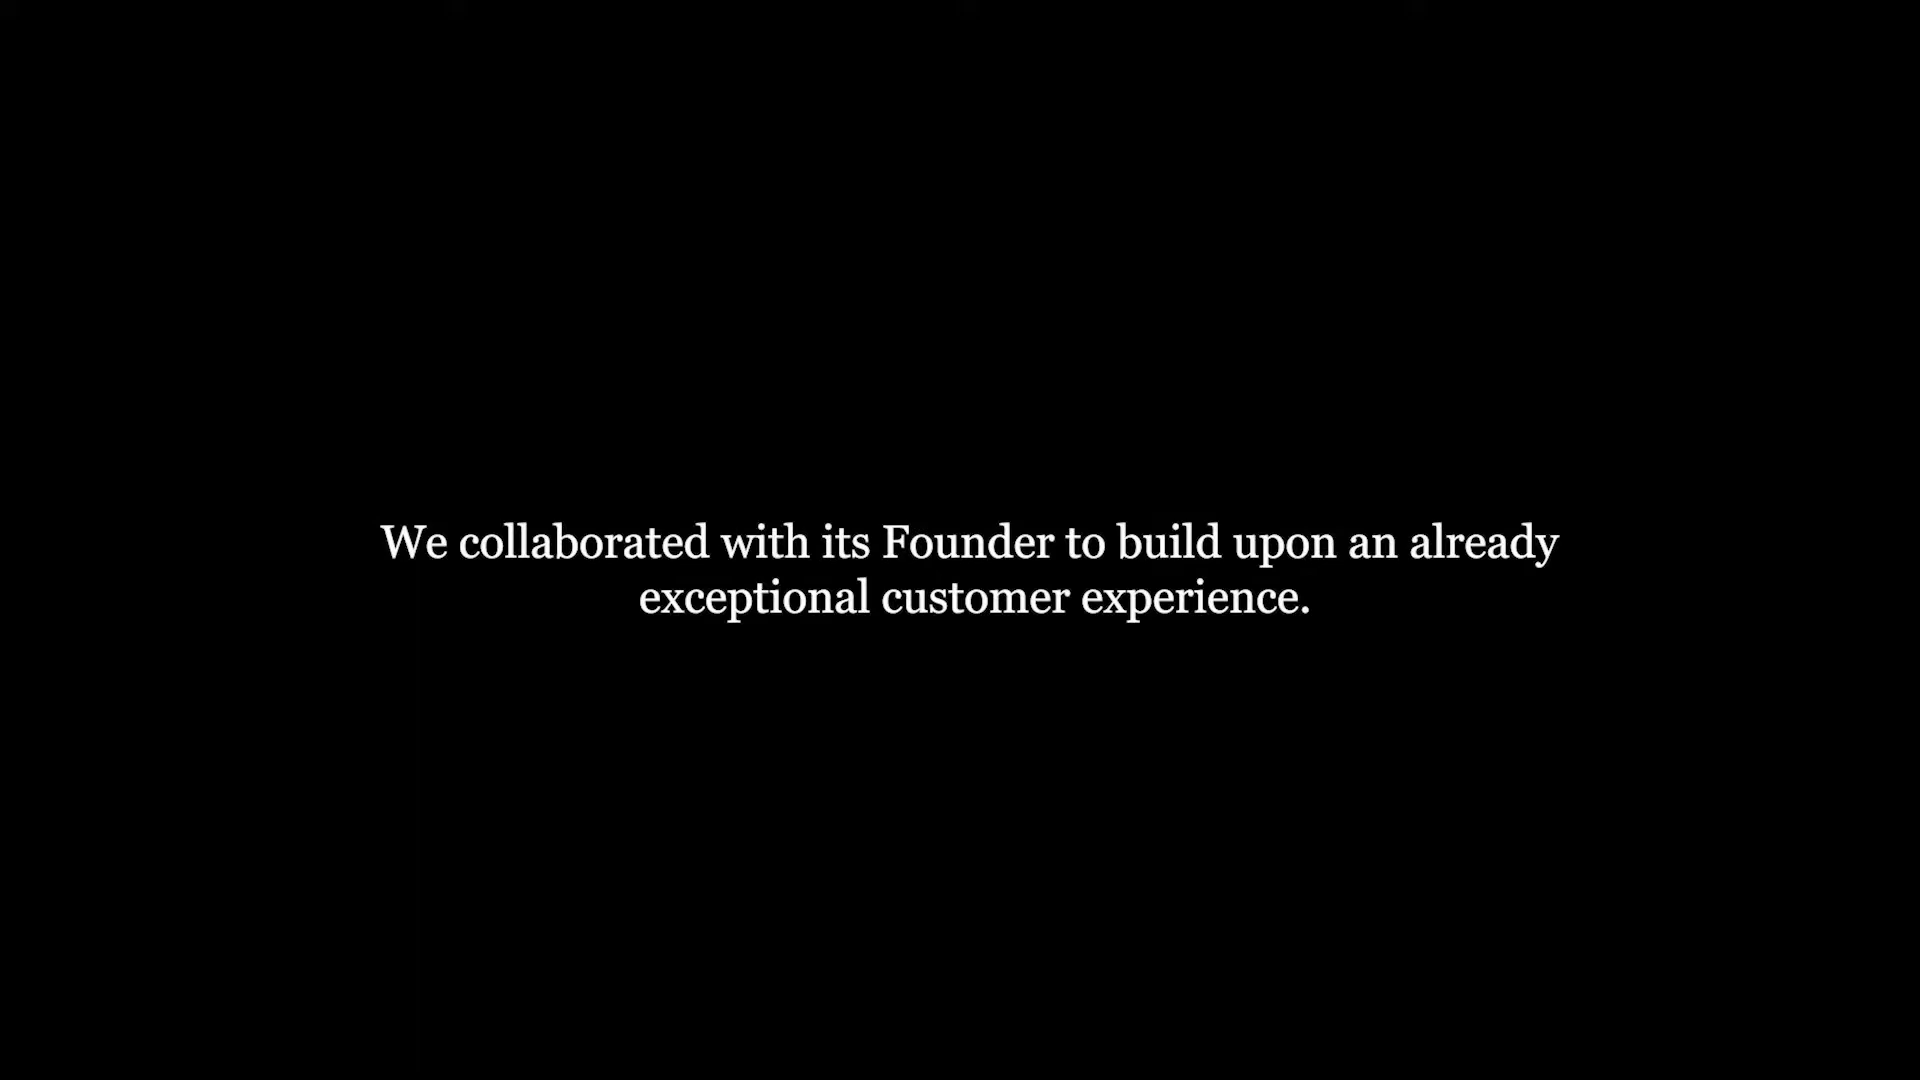 We collaborated with its Founder to build upon an already
exceptional customer experience.